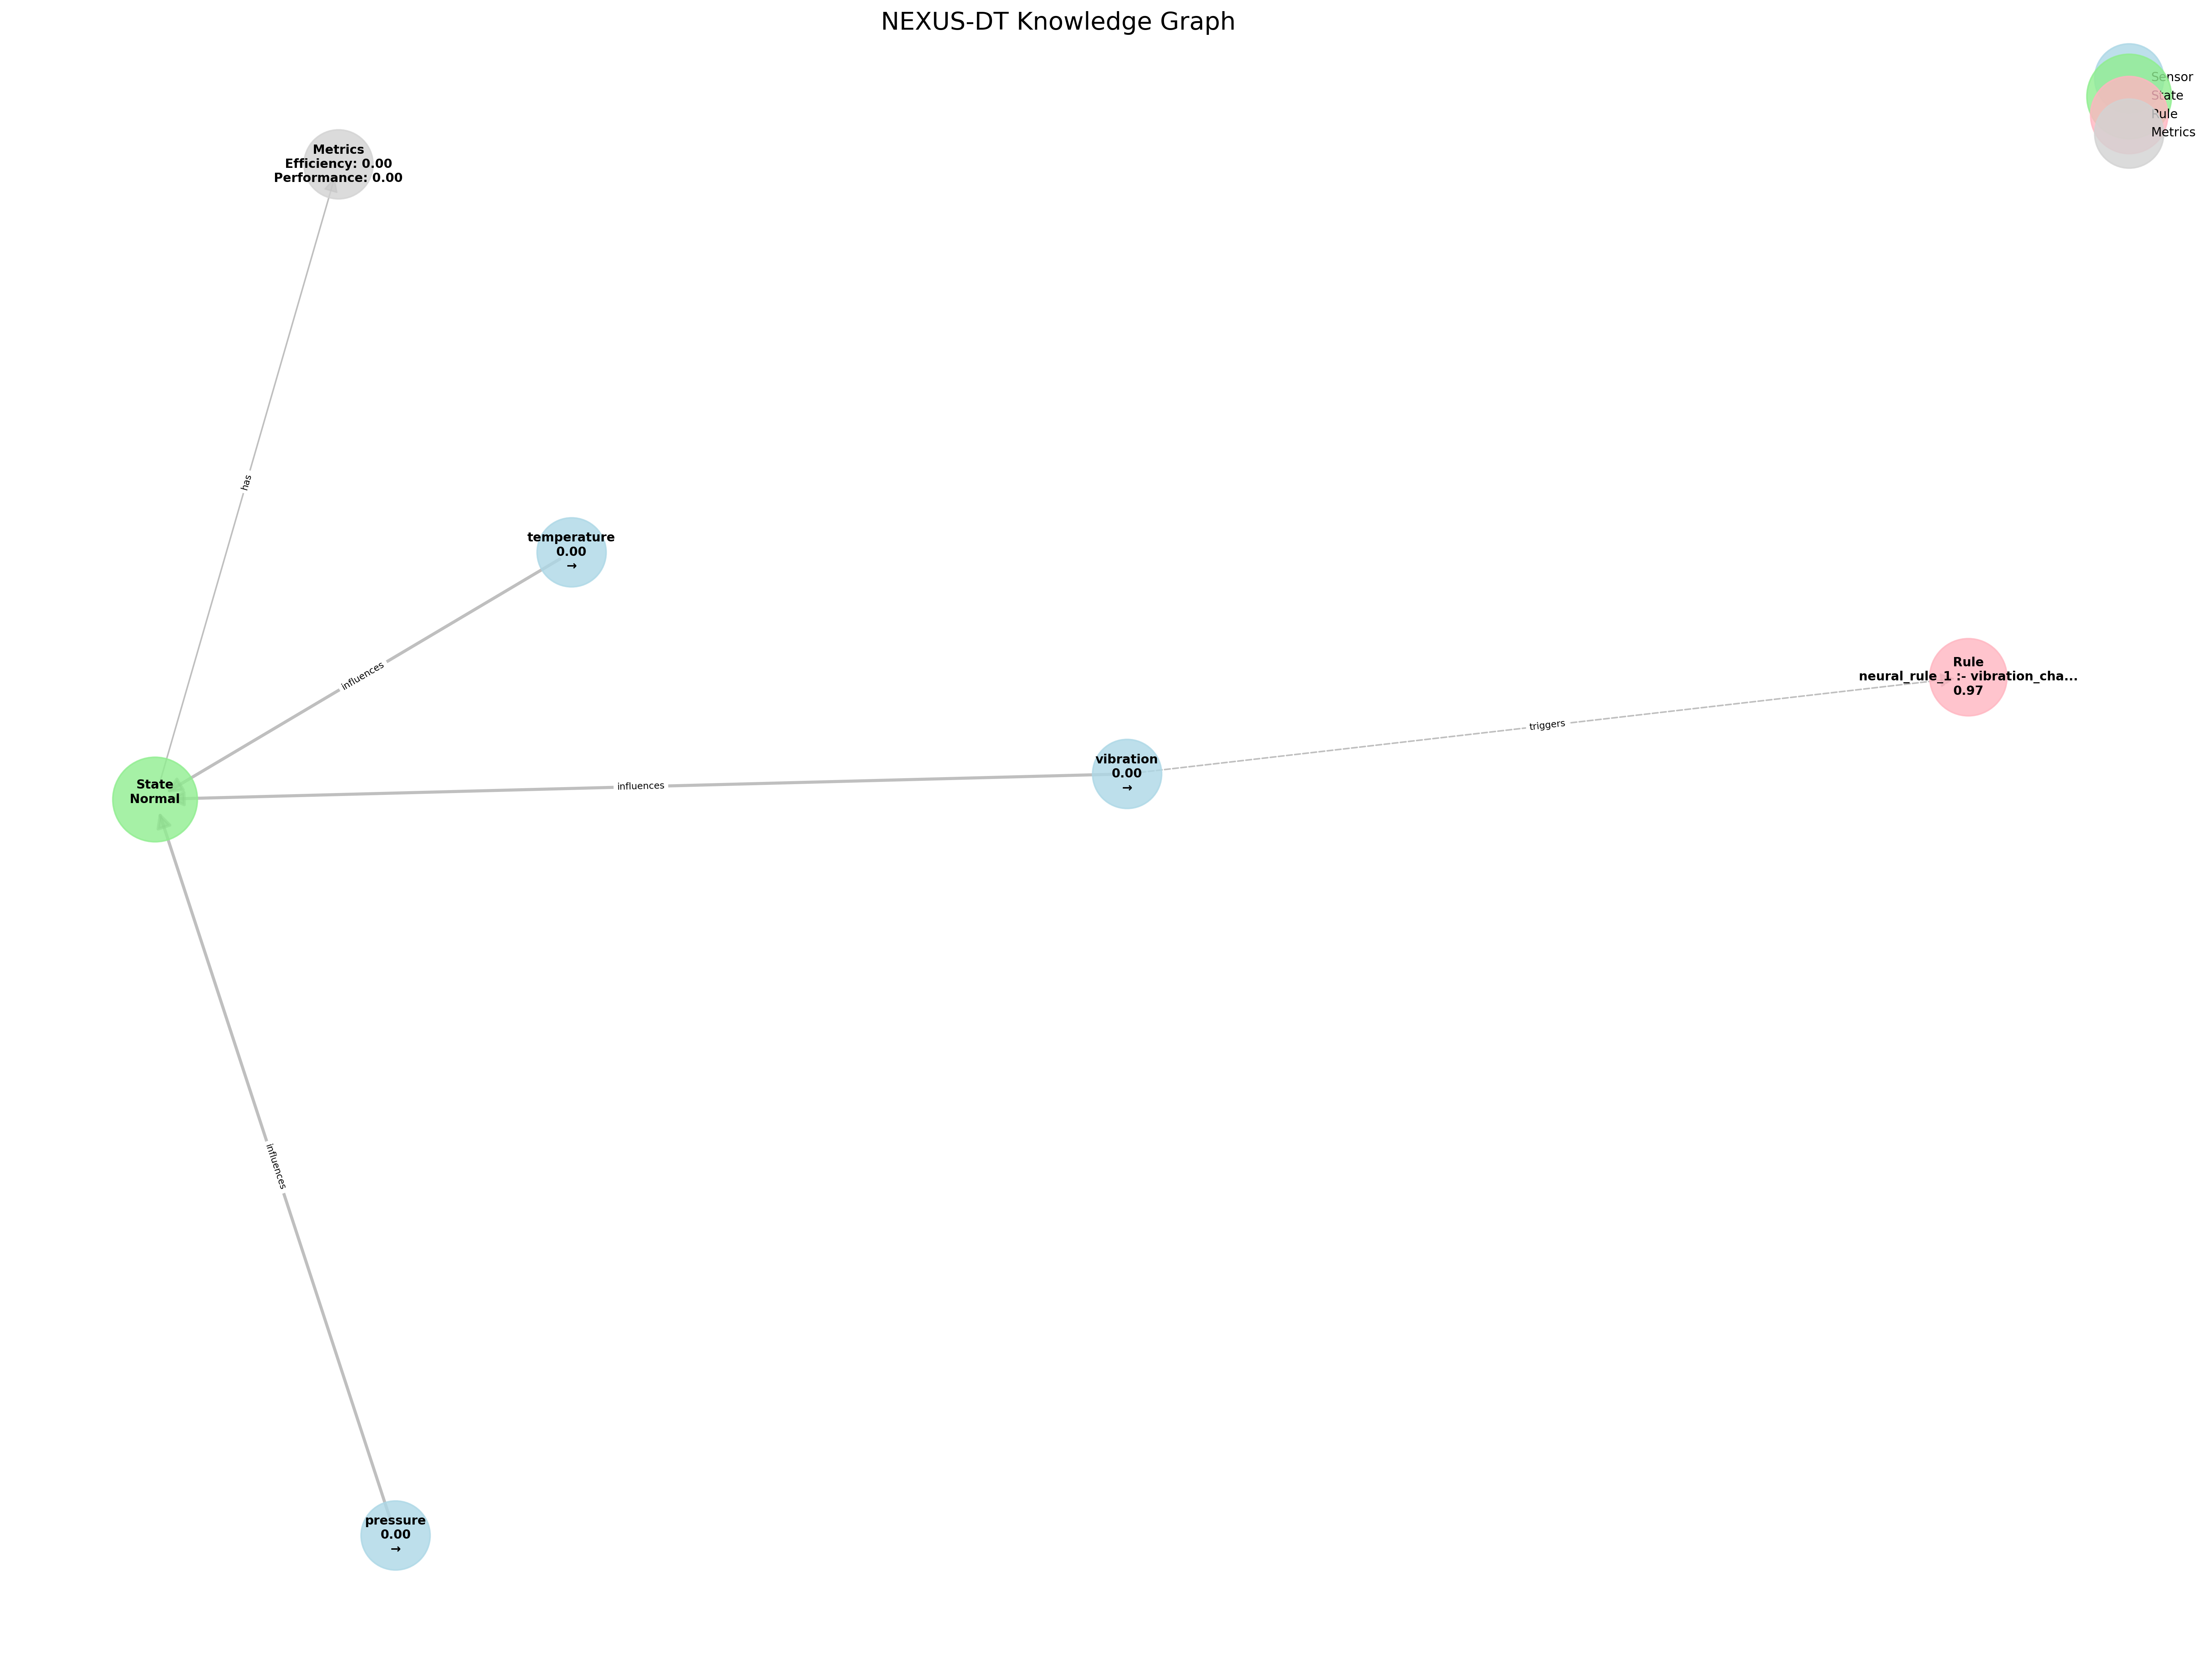 NEXUS-DT Knowledge Graph
Sensor
State
Rule
Metrics
Metrics
Efficiency: 0.00
Performance: 0.00
has
temperature
0.00
→
influences
Rule
neural_rule_1 :- vibration_cha...
0.97
triggers
vibration
0.00
→
influences
State
Normal
influences
pressure
0.00
→